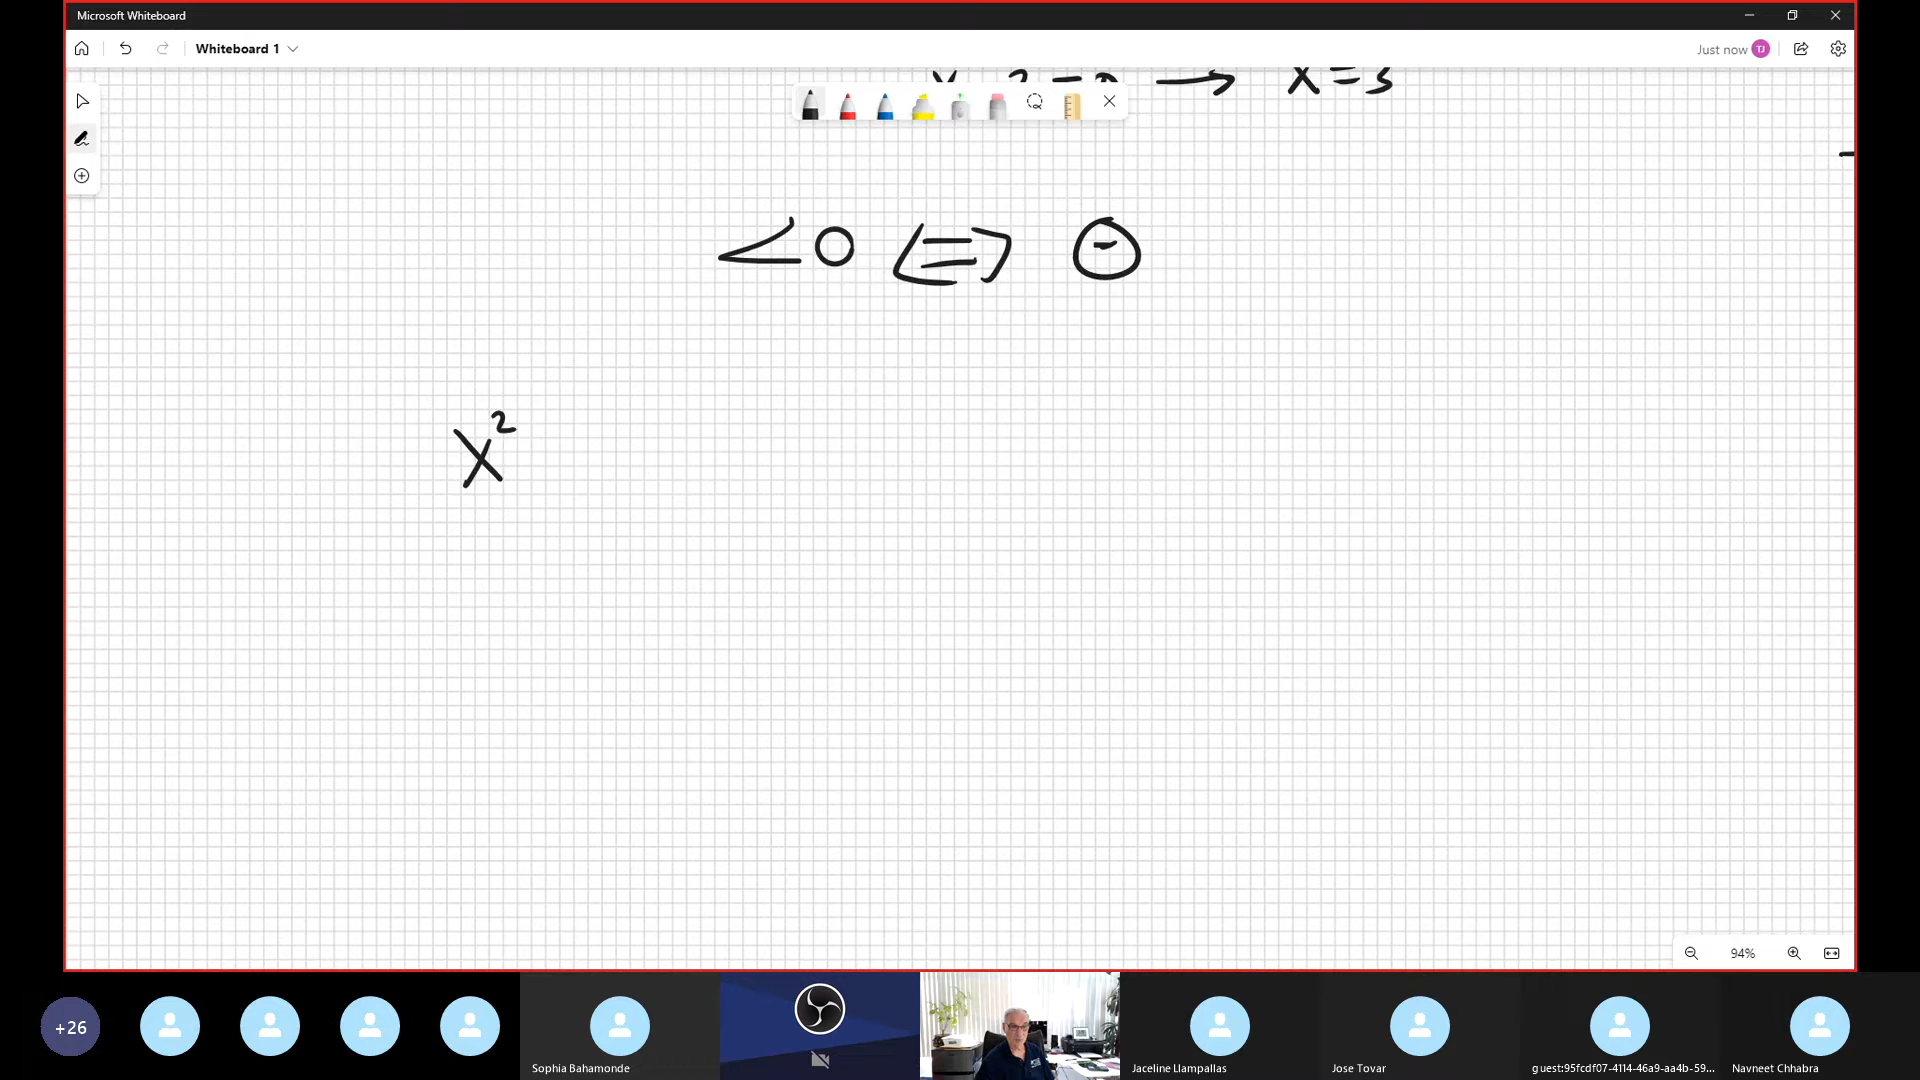 Microsoft Whiteboard
Whiteboard 1
Just now TJ
→ x = 3
< 0 <=> ⊖
x²
94%
+26
Sophia Bahamonde
Jaceline Llampallas
Jose Tovar
guest:95fcdf07-4114-46a9-aa4b-59...
Navneet Chhabra